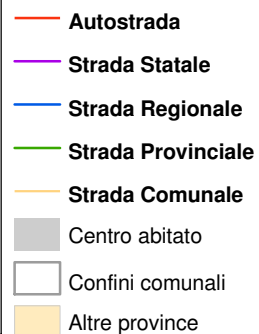 Autostrada
Strada Statale
Strada Regionale
Strada Provinciale
Strada Comunale
Centro abitato
Confini comunali
Altre province